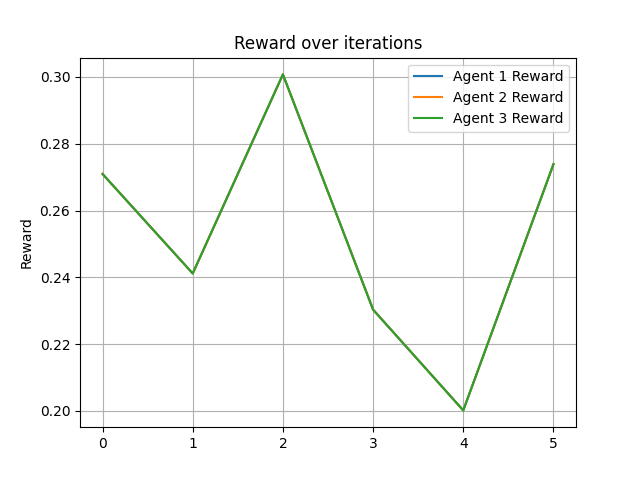 Reward over iterations
Agent 1 Reward
Agent 2 Reward
Agent 3 Reward
Reward
0.30
0.28
0.26
0.24
0.22
0.20
0 1 2 3 4 5